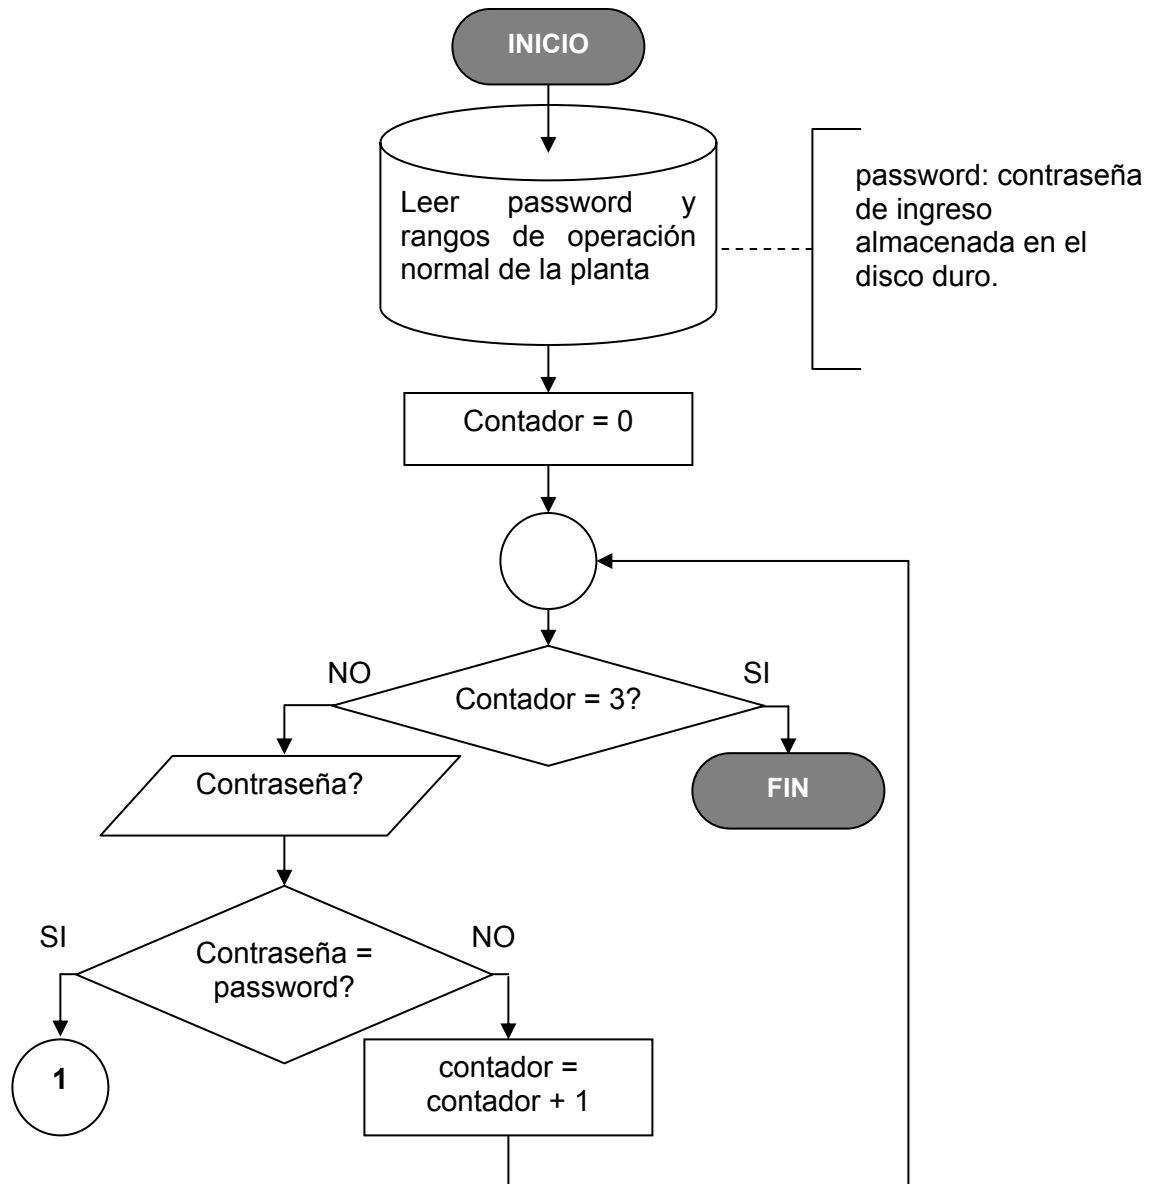 INICIO
Leer password y
rangos de operación
normal de la planta
password: contraseña
de ingreso
almacenada en el
disco duro.
Contador = 0
NO
SI
Contador = 3?
Contraseña?
FIN
SI
NO
Contraseña =
password?
1
contador =
contador + 1